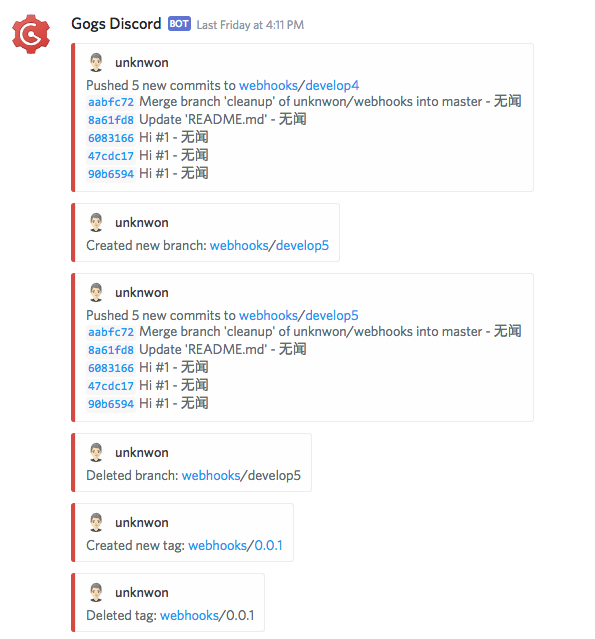 Gogs Discord BOT Last Friday at 4:11 PM
unknwon
Pushed 5 new commits to webhooks/develop4
aabfc72 Merge branch 'cleanup' of unknwon/webhooks into master - 无闻
8a61fd8 Update 'README.md' - 无闻
6083166 Hi #1 - 无闻
47cdc17 Hi #1 - 无闻
90b6594 Hi #1 - 无闻
unknwon
Created new branch: webhooks/develop5
unknwon
Pushed 5 new commits to webhooks/develop5
aabfc72 Merge branch 'cleanup' of unknwon/webhooks into master - 无闻
8a61fd8 Update 'README.md' - 无闻
6083166 Hi #1 - 无闻
47cdc17 Hi #1 - 无闻
90b6594 Hi #1 - 无闻
unknwon
Deleted branch: webhooks/develop5
unknwon
Created new tag: webhooks/0.0.1
unknwon
Deleted tag: webhooks/0.0.1